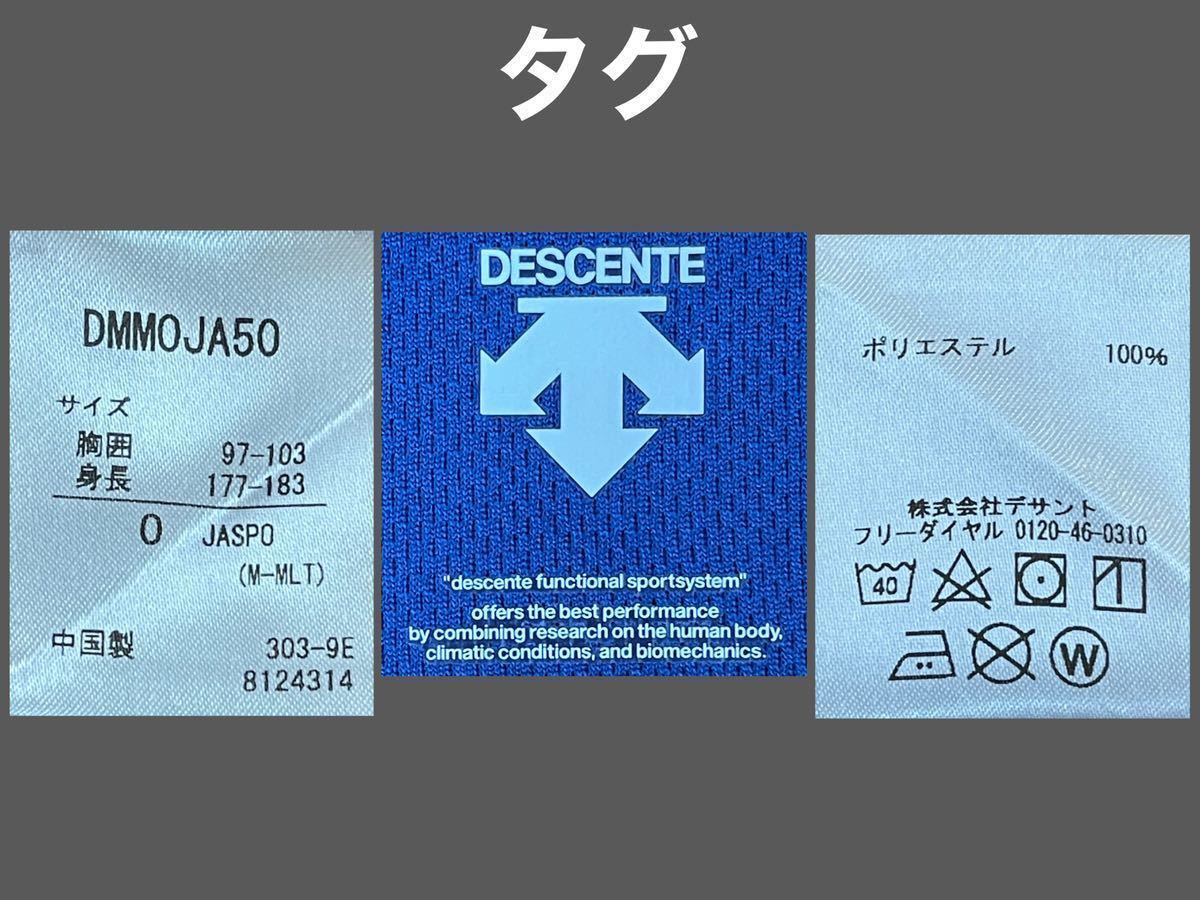 タグ
DMMOJA50
サイズ
胸囲 97-103
身長 177-183
O JASPO
(M-MLT)
中国製 303-9E
8124314
DESCENTE
"descente functional sportsystem"
offers the best performance
by combining research on the human body,
climatic conditions, and biomechanics.
ポリエステル 100%
株式会社デサント
フリーダイヤル 0120-46-0310
40
W